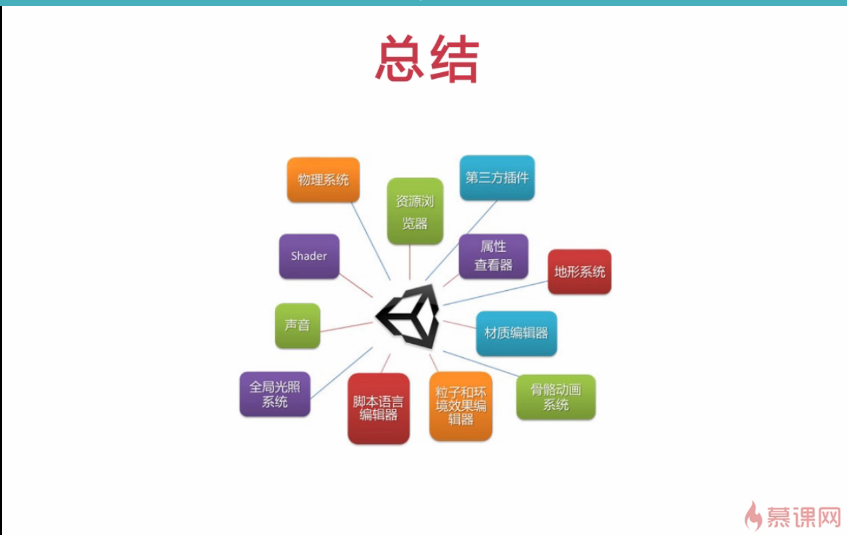 总结
物理系统
资源浏
览器
第三方插件
Shader
属性
查看器
地形系统
声音
材质编辑器
全局光照
系统
脚本语言
编辑器
粒子和环
境效果编
辑器
骨骼动画
系统
慕课网